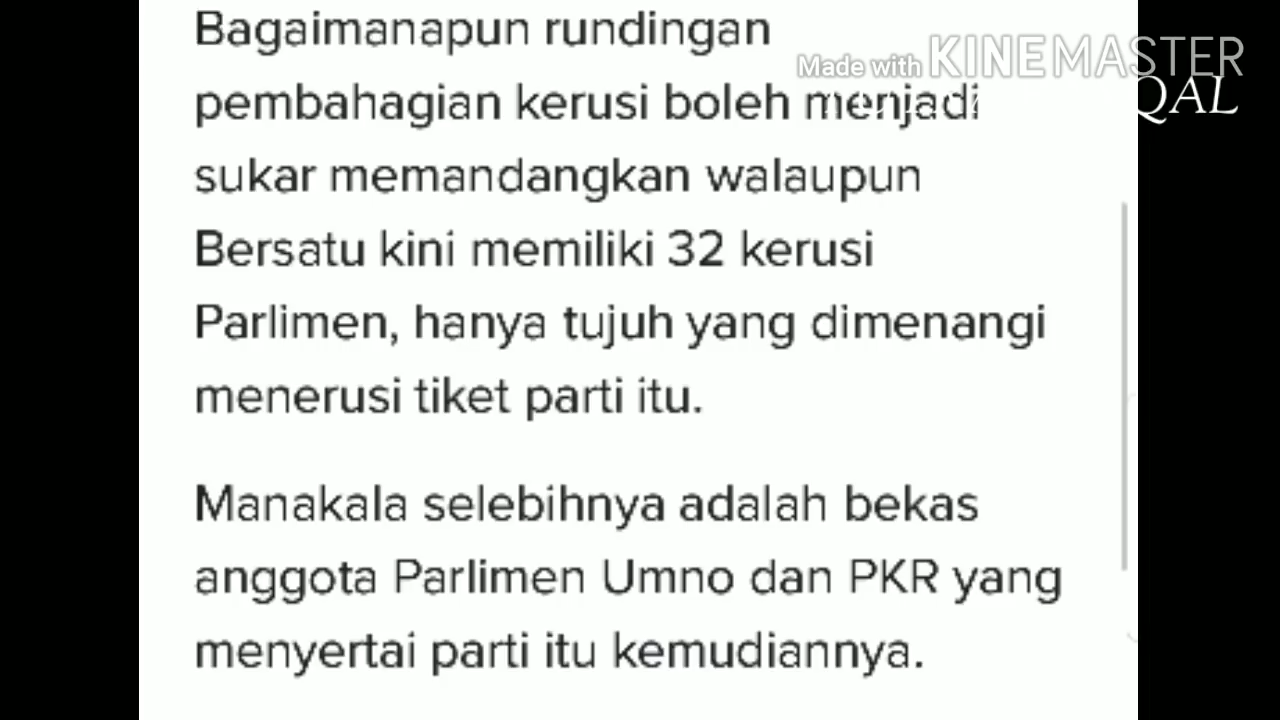 Bagaimanapun rundingan
Made with KINEMASTER
pembahagian kerusi boleh menjadi
QAL
sukar memandangkan walaupun
Bersatu kini memiliki 32 kerusi
Parlimen, hanya tujuh yang dimenangi
menerusi tiket parti itu.
Manakala selebihnya adalah bekas
anggota Parlimen Umno dan PKR yang
menyertai parti itu kemudiannya.